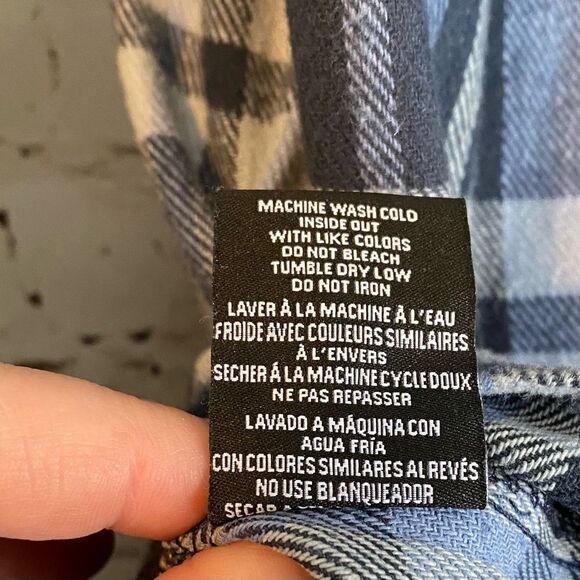 MACHINE WASH COLD
INSIDE OUT
WITH LIKE COLORS
DO NOT BLEACH
TUMBLE DRY LOW
DO NOT IRON
LAVER À LA MACHINE À L'EAU
FROIDE AVEC COULEURS SIMILAIRES
À L'ENVERS
SECHER Á LA MACHINE CYCLE DOUX
NE PAS REPASSER
LAVADO A MÁQUINA CON
AGUA FRÍA
CON COLORES SIMILARES AL REVÉS
NO USE BLANQUEADOR
SECAR A